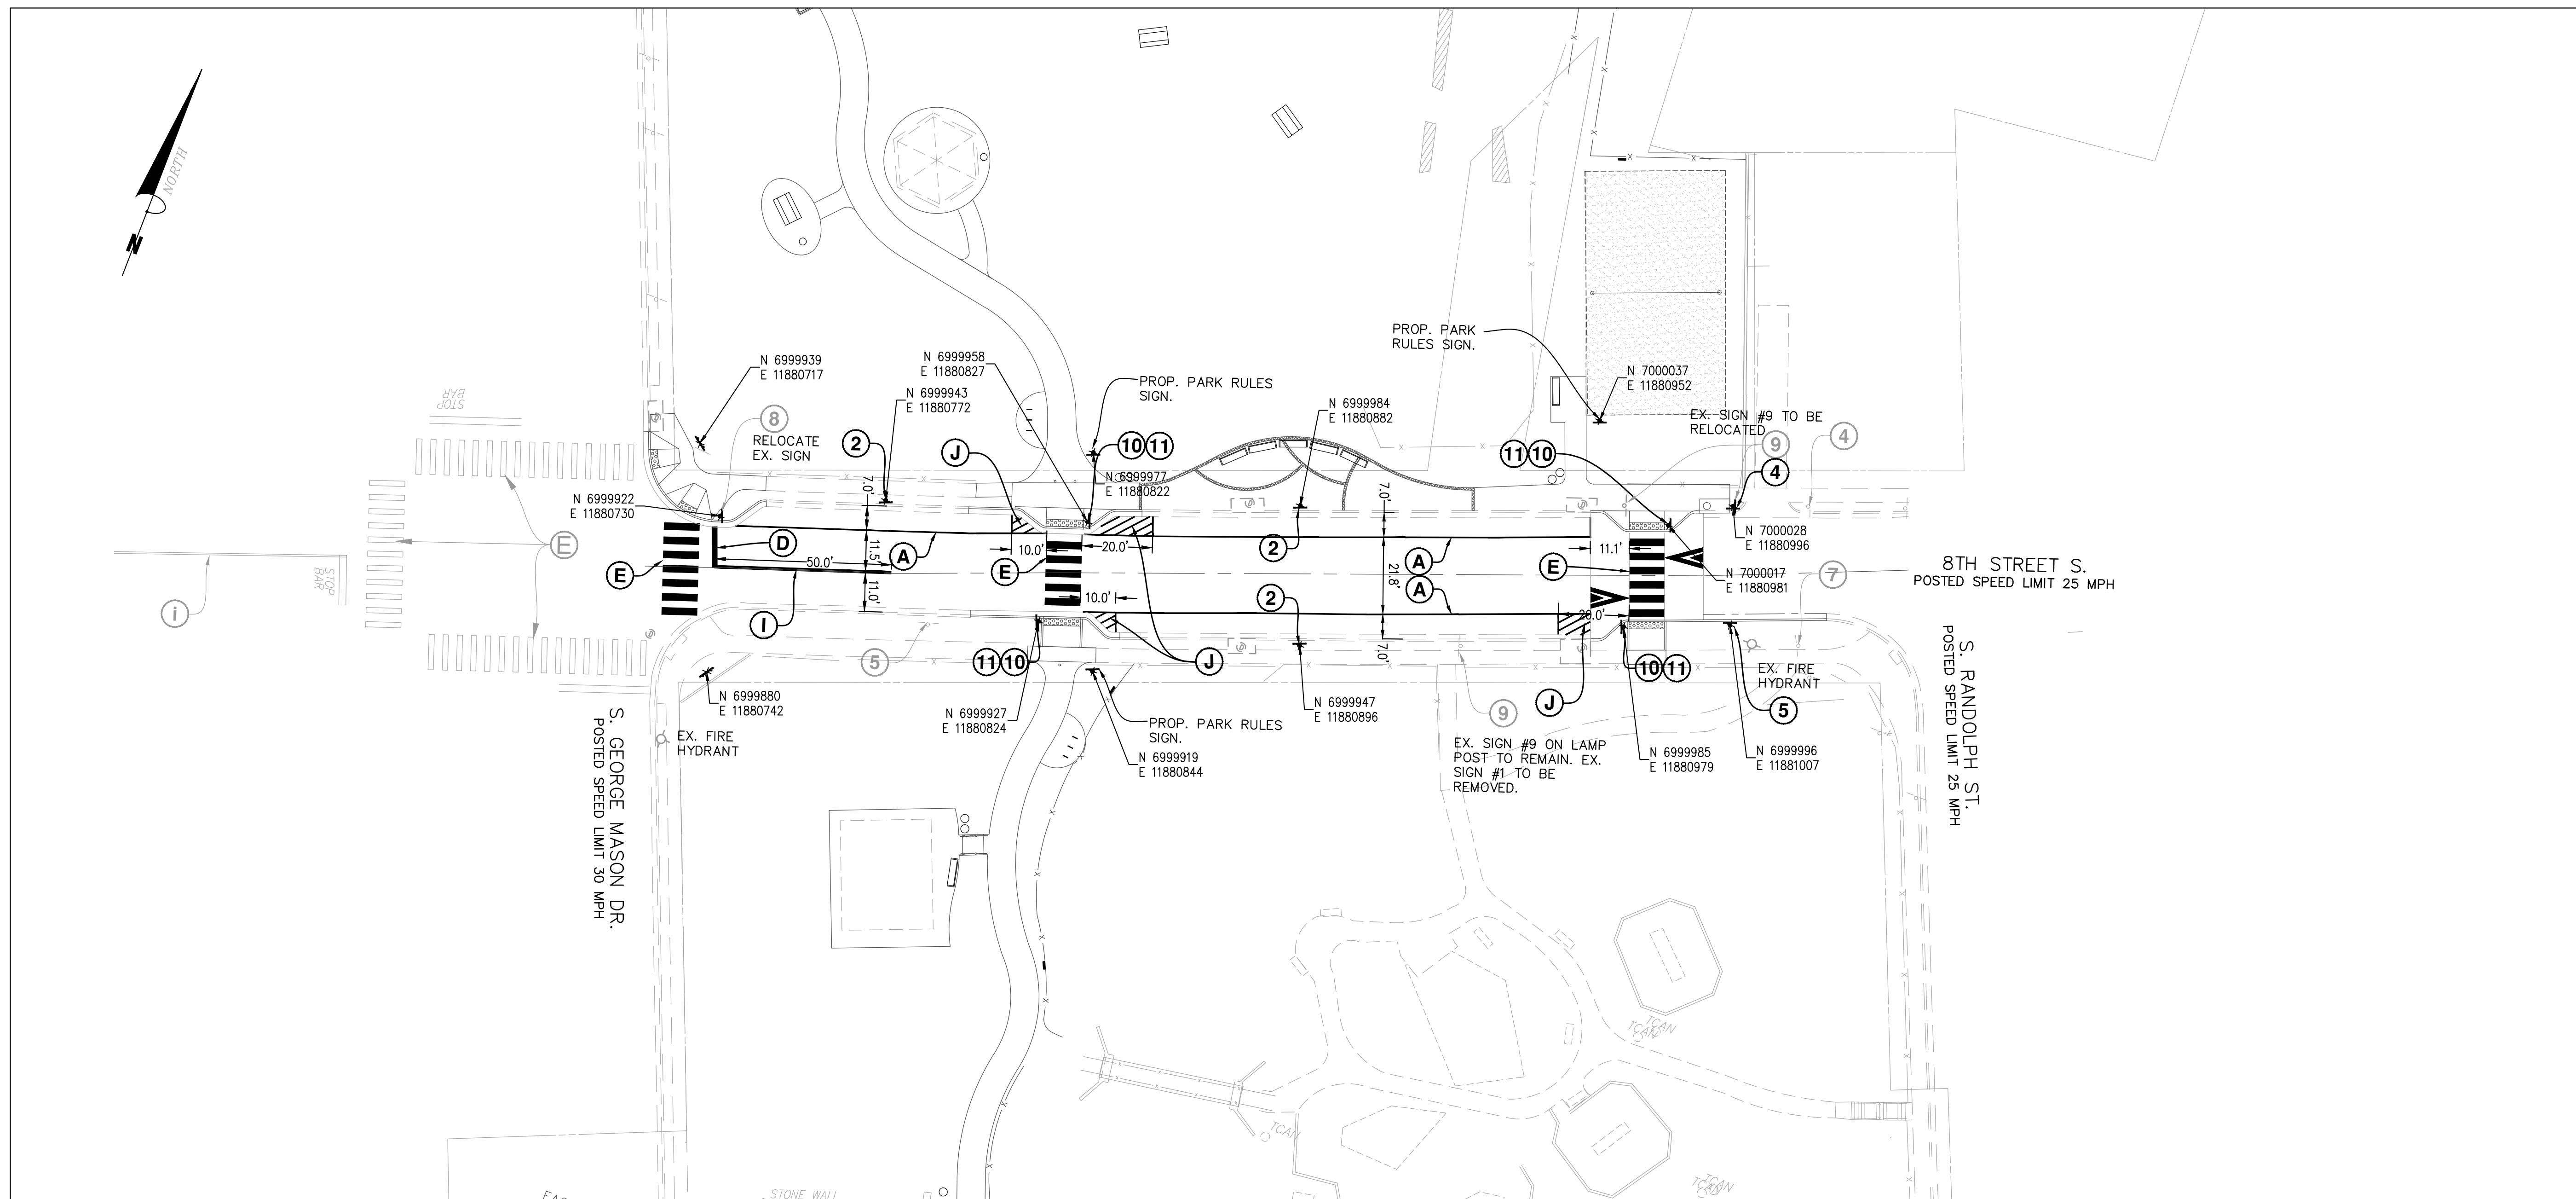 NORTH
N
STOP
BAR
N 6999939
E 11880717
N 6999958
E 11880827
N 6999943
E 11880772
PROP. PARK RULES
SIGN.
PROP. PARK
RULES SIGN.
N 7000037
E 11880952
N 6999984
E 11880882
EX. SIGN #9 TO BE
RELOCATED
8
RELOCATE
EX. SIGN
2
J
10 11
11 10
9
4
4
N 6999977
E 11880822
N 6999922
E 11880730
7.0'
7.0'
N 7000028
E 11880996
E
D
A
11.5'
50.0'
10.0'
20.0'
2
A
11.1'
E
E
E
21.8'
A
N 7000017
E 11880981
7
8TH STREET S.
POSTED SPEED LIMIT 25 MPH
STOP
BAR
i
I
11.0'
10.0'
2
20.0'
5
11 10
J
7.0'
10 11
EX. FIRE
HYDRANT
N 6999880
E 11880742
N 6999927
E 11880824
PROP. PARK RULES
SIGN.
N 6999919
E 11880844
N 6999947
E 11880896
9
J
5
EX. FIRE
HYDRANT
EX. SIGN #9 ON LAMP
POST TO REMAIN. EX.
SIGN #1 TO BE
REMOVED.
N 6999985
E 11880979
N 6999996
E 11881007
S. GEORGE MASON DR.
POSTED SPEED LIMIT 30 MPH
S. RANDOLPH ST.
POSTED SPEED LIMIT 25 MPH
TCAN
TCAN
TCAN
TCAN
TCAN
STONE WALL